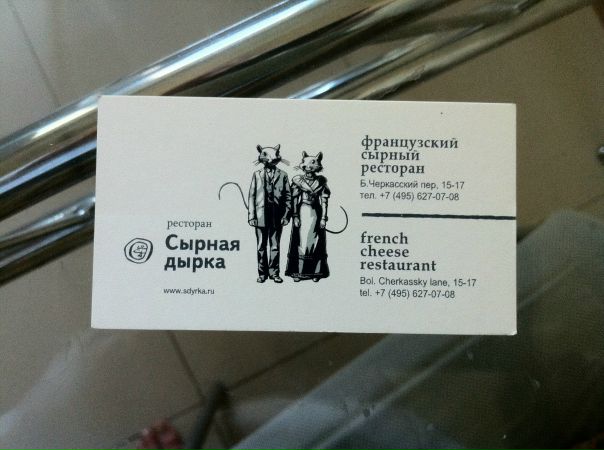 ресторан
Сырная
дырка
www.sdyrka.ru
французский
сырный
ресторан
Б.Черкасский пер, 15-17
тел. +7 (495) 627-07-08
french
cheese
restaurant
Bol. Cherkassky lane, 15-17
tel. +7 (495) 627-07-08